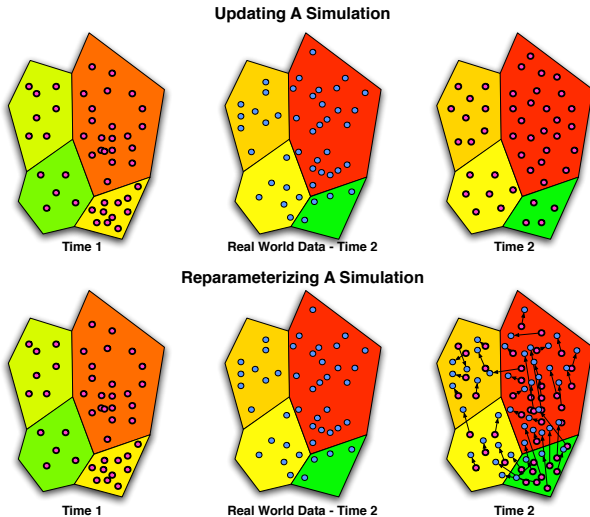 Updating A Simulation
Time 1
Real World Data - Time 2
Time 2
Reparameterizing A Simulation
Time 1
Real World Data - Time 2
Time 2